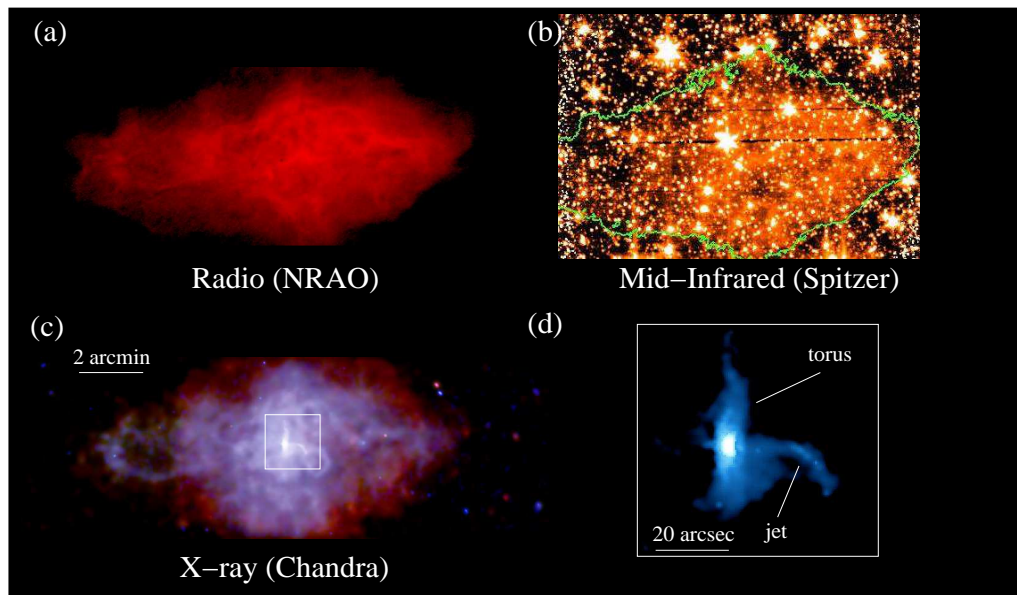 (a)
Radio (NRAO)
(b)
Mid−Infrared (Spitzer)
(c)
2 arcmin
X−ray (Chandra)
(d)
torus
jet
20 arcsec